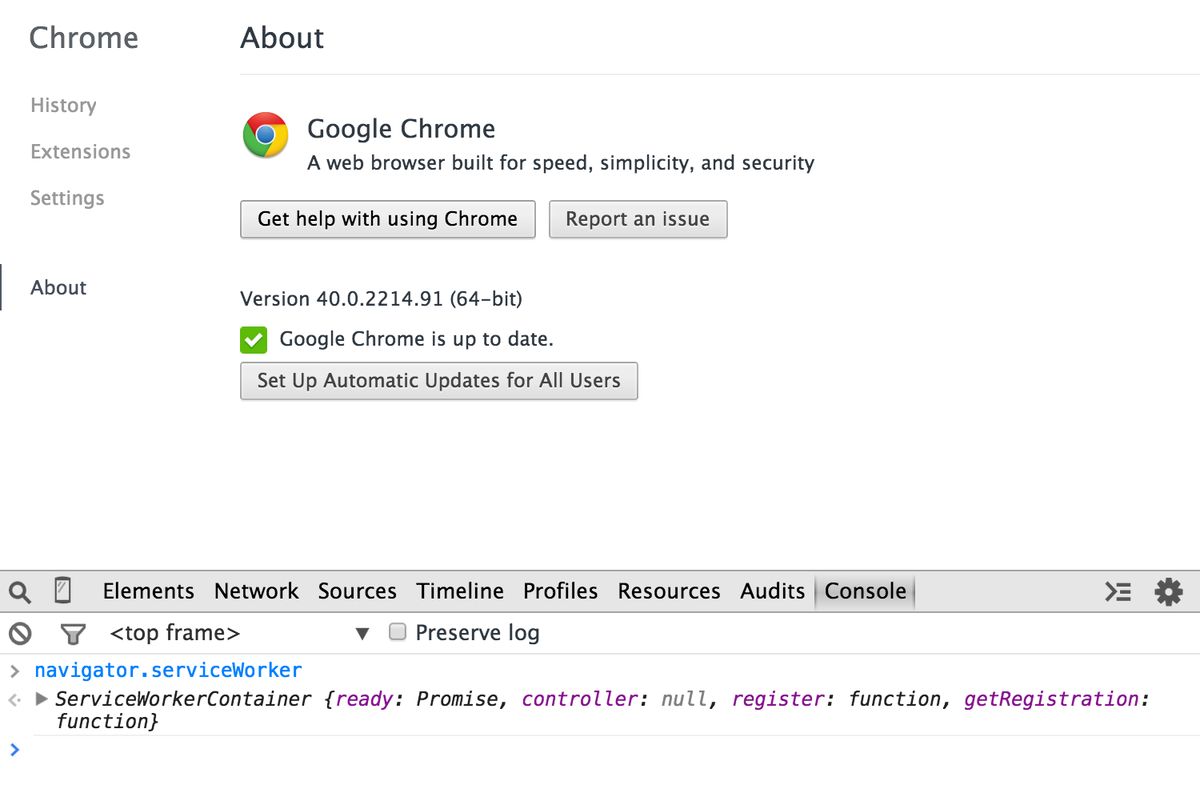 Chrome
About
History
Extensions
Settings
About
Google Chrome
A web browser built for speed, simplicity, and security
Get help with using Chrome
Report an issue
Version 40.0.2214.91 (64-bit)
Google Chrome is up to date.
Set Up Automatic Updates for All Users
Elements Network Sources Timeline Profiles Resources Audits Console
<top frame> ▼ Preserve log
> navigator.serviceWorker
ServiceWorkerContainer {ready: Promise, controller: null, register: function, getRegistration:
function}
>